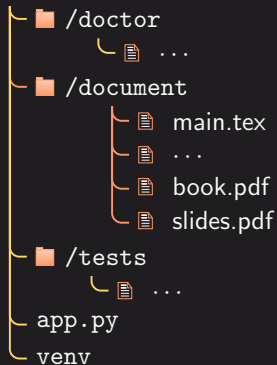 /doctor
...
/document
main.tex
...
book.pdf
slides.pdf
/tests
...
app.py
venv